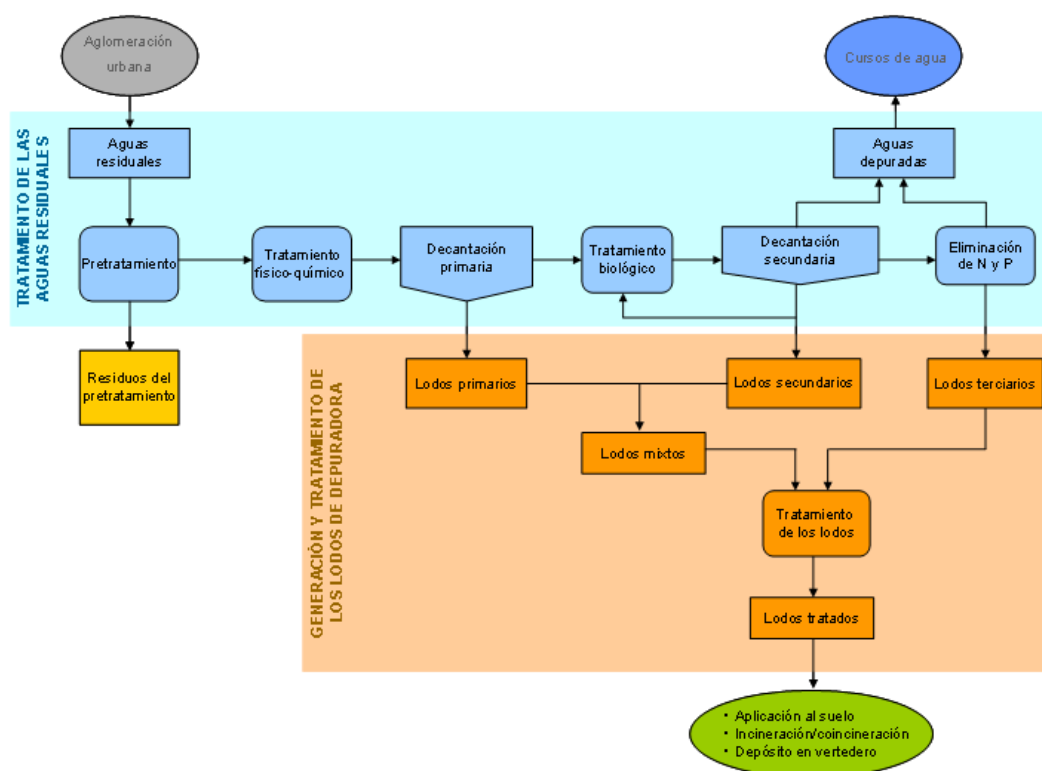 Aglomeración
urbana
Cursos de agua
TRATAMIENTO DE LAS
AGUAS RESIDUALES
Aguas
residuales
Aguas
depuradas
Pretratamiento
Tratamiento
físico-químico
Decantación
primaria
Tratamiento
biológico
Decantación
secundaria
Eliminación
de N y P
Residuos del
pretratamiento
GENERACIÓN Y TRATAMIENTO DE
LOS LODOS DE DEPURADORA
Lodos primarios
Lodos secundarios
Lodos terciarios
Lodos mixtos
Tratamiento
de los lodos
Lodos tratados
• Aplicación al suelo
• Incineración/coincineración
• Depósito en vertedero